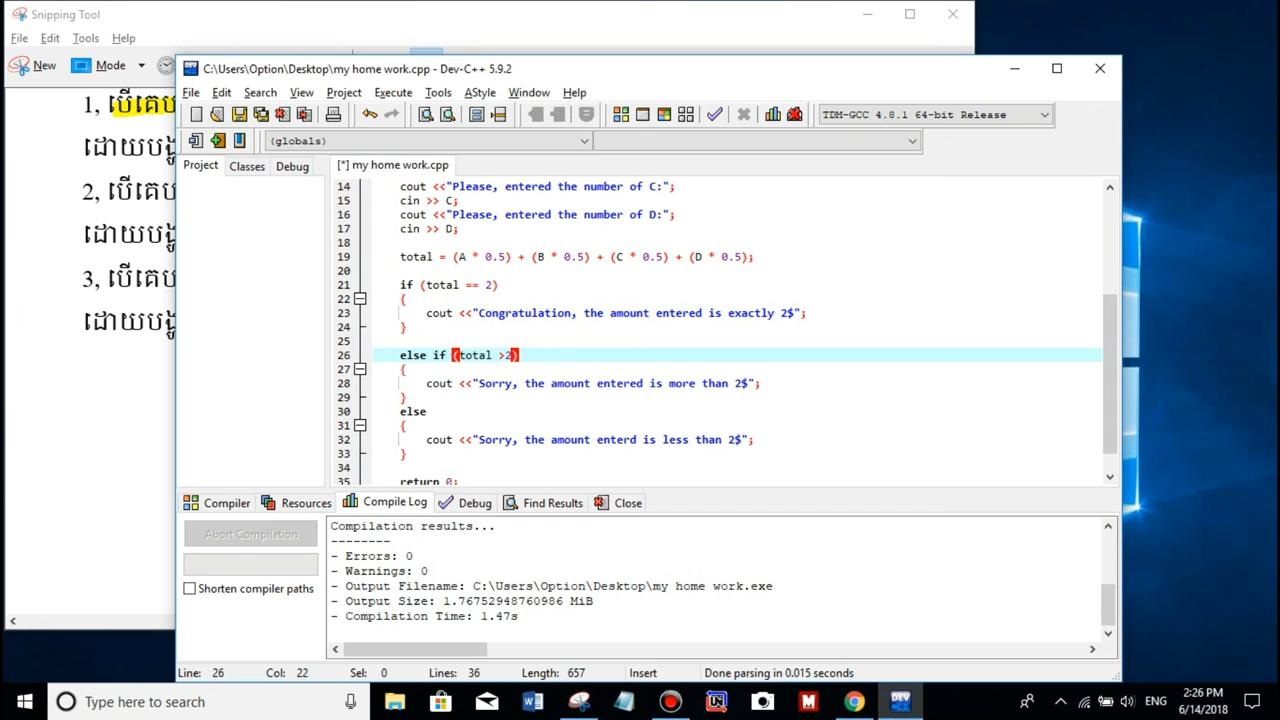 Snipping Tool
File Edit Tools Help
New Mode
1, បើគេប
ដោយបង្ហ
2, បើគេប
ដោយបង្ហ
3, បើគេប
ដោយបង្ហ
C:\Users\Option\Desktop\my home work.cpp - Dev-C++ 5.9.2
File Edit Search View Project Execute Tools AStyle Window Help
TDM-GCC 4.8.1 64-bit Release
(globals)
Project Classes Debug
[*] my home work.cpp
14 cout <<"Please, entered the number of C:";
15 cin >> C;
16 cout <<"Please, entered the number of D:";
17 cin >> D;
18
19 total = (A * 0.5) + (B * 0.5) + (C * 0.5) + (D * 0.5);
20
21 if (total == 2)
22 {
23 cout <<"Congratulation, the amount entered is exactly 2$";
24 }
25
26 else if (total >2)
27 {
28 cout <<"Sorry, the amount entered is more than 2$";
29 }
30 else
31 {
32 cout <<"Sorry, the amount enterd is less than 2$";
33 }
34
35 return 0;
Compiler Resources Compile Log Debug Find Results Close
Abort Compilation
Shorten compiler paths
Compilation results...
--------
- Errors: 0
- Warnings: 0
- Output Filename: C:\Users\Option\Desktop\my home work.exe
- Output Size: 1.76752948760986 MiB
- Compilation Time: 1.47s
Line: 26 Col: 22 Sel: 0 Lines: 36 Length: 657 Insert Done parsing in 0.015 seconds
Type here to search
DEV
ENG
2:26 PM
6/14/2018